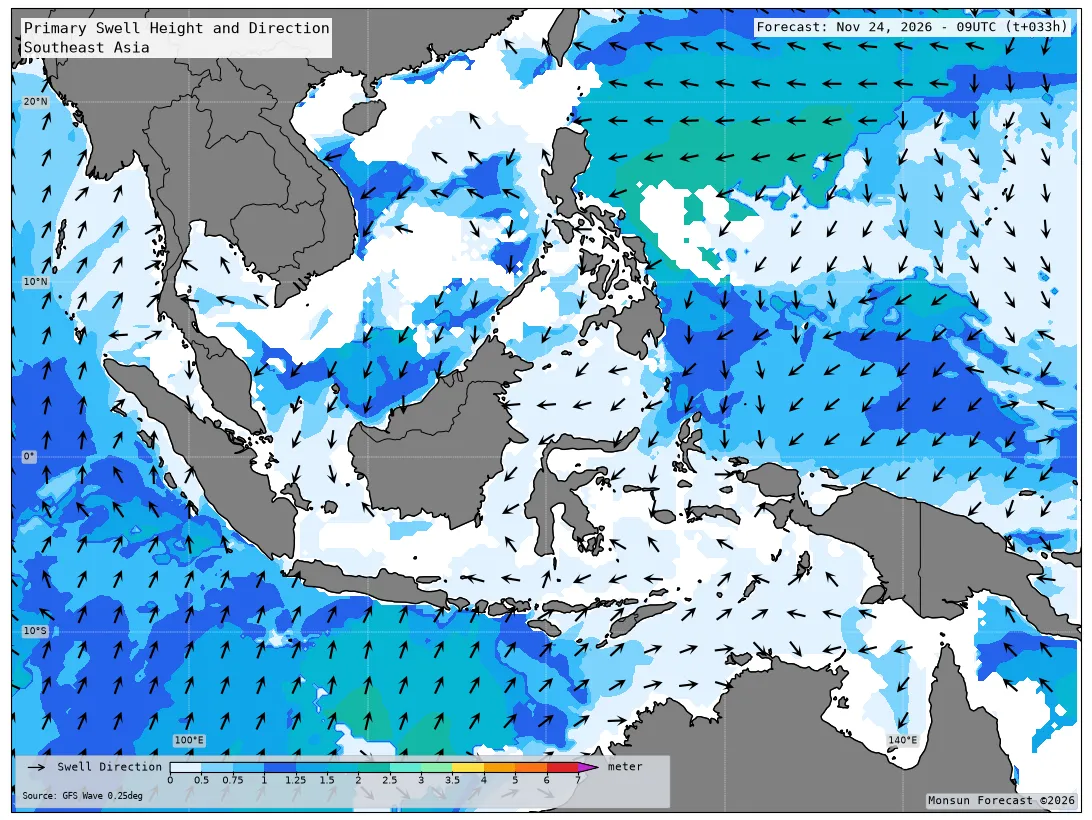 Primary Swell Height and Direction
Southeast Asia
Forecast: Nov 24, 2026 - 09UTC (t+033h)
20°N
10°N
0°
10°S
100°E
140°E
Swell Direction
meter
0 0.5 0.75 1 1.25 1.5 2 2.5 3 3.5 4 5 6 7
Source: GFS Wave 0.25deg
Monsun Forecast ©2026